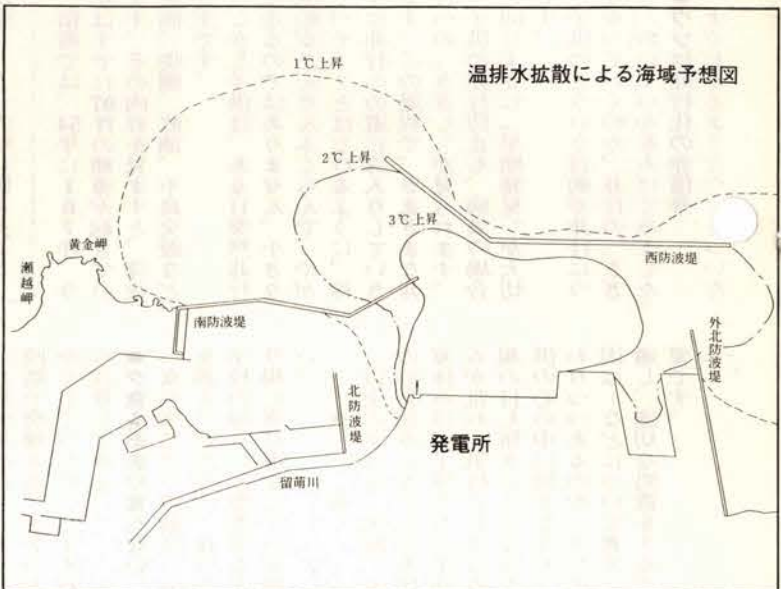 温排水拡散による海域予想図
1℃上昇
2℃上昇
3℃上昇
黄金岬
瀬越岬
西防波堤
南防波堤
外北防波堤
北防波堤
発電所
留萌川